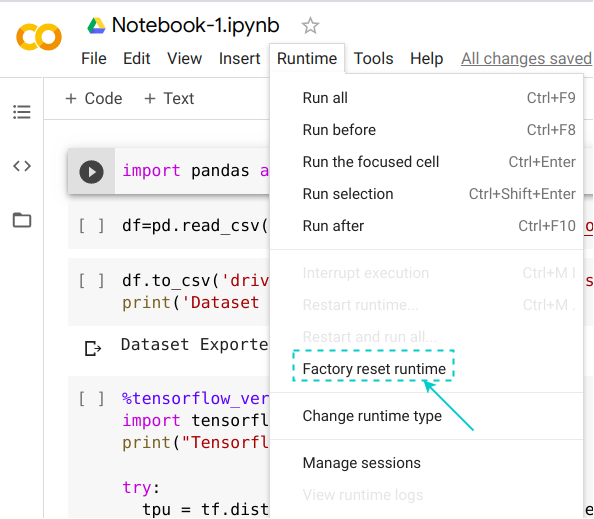 Notebook-1.ipynb
File Edit View Insert Runtime Tools Help All changes saved
+ Code + Text
Run all Ctrl+F9
Run before Ctrl+F8
Run the focused cell Ctrl+Enter
Run selection Ctrl+Shift+Enter
Run after Ctrl+F10
Interrupt execution Ctrl+M I
Restart runtime... Ctrl+M .
Restart and run all...
Factory reset runtime
Change runtime type
Manage sessions
View runtime logs
import pandas a
[ ] df=pd.read_csv(
[ ] df.to_csv('driv
print('Dataset
Dataset Exporte
[ ] %tensorflow_ver
import tensorfl
print("Tensorfl
try:
tpu = tf.dist